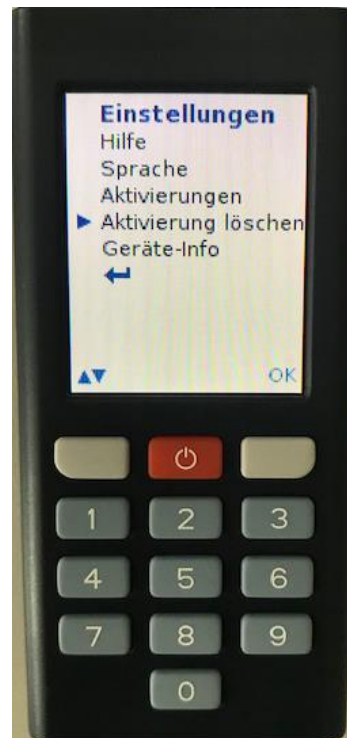 Einstellungen
Hilfe
Sprache
Aktivierungen
Aktivierung löschen
Geräte-Info
OK
1 2 3
4 5 6
7 8 9
0